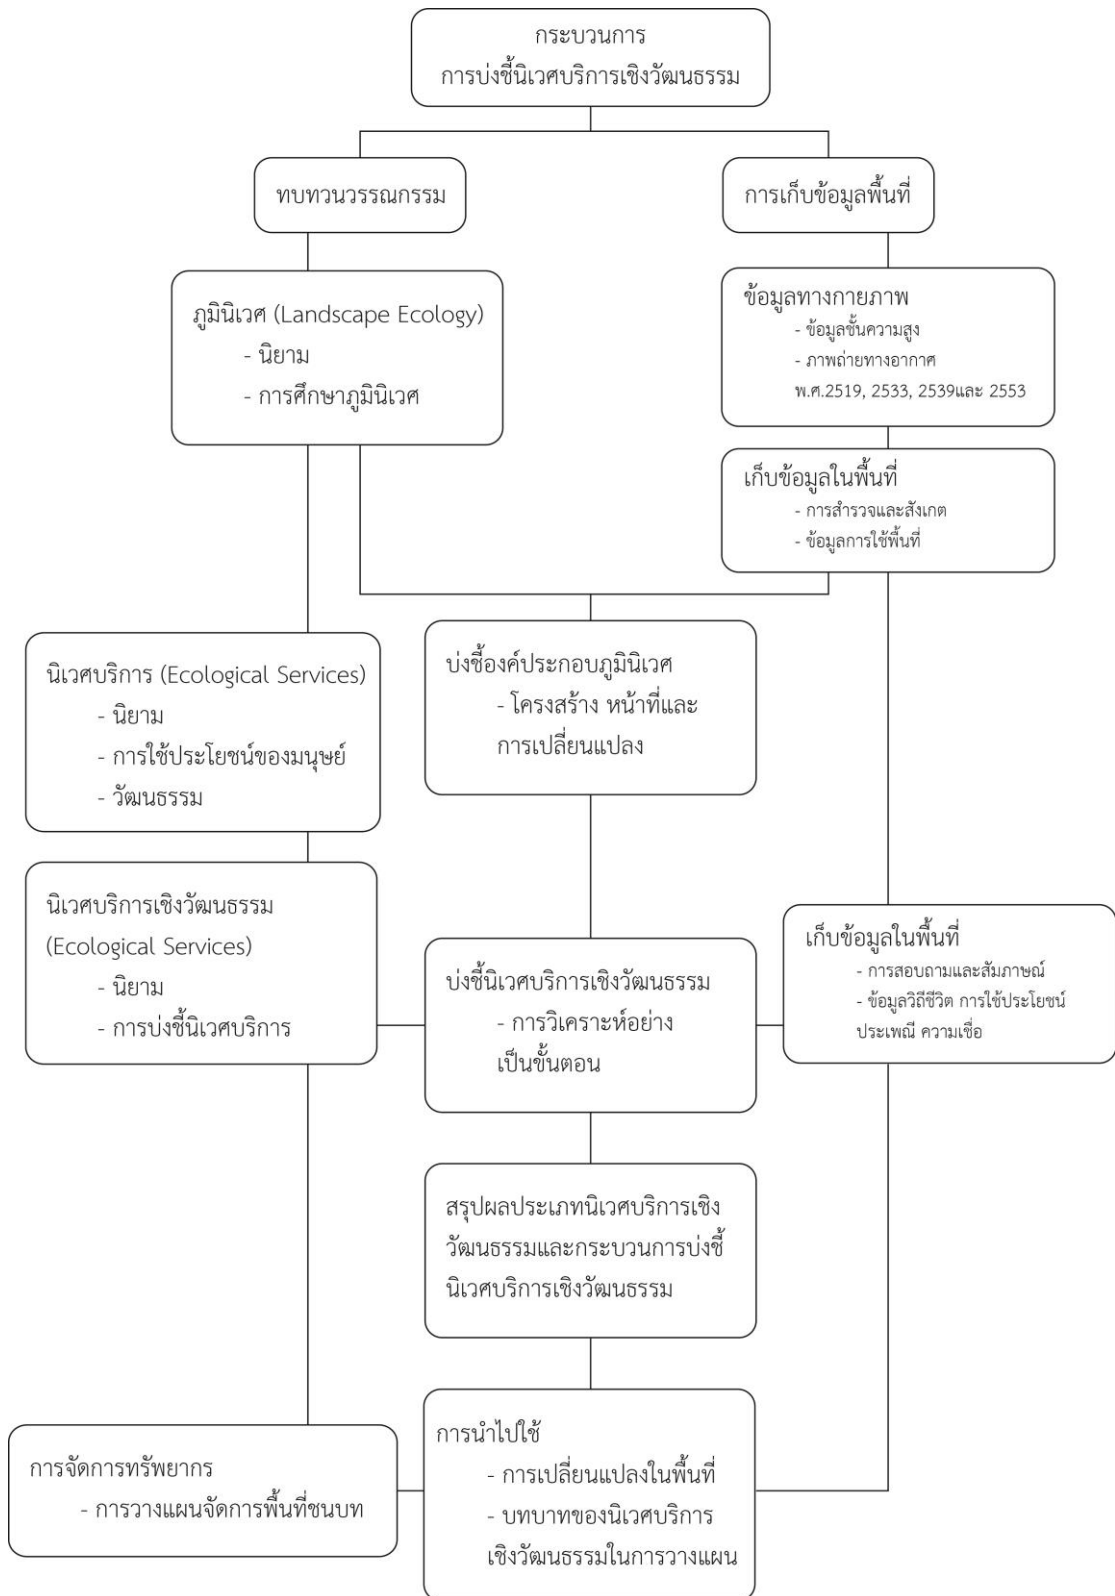 กระบวนการ
การบ่งชี้นิเวศบริการเชิงวัฒนธรรม
ทบทวนวรรณกรรม
การเก็บข้อมูลพื้นที่
ภูมินิเวศ (Landscape Ecology)
- นิยาม
- การศึกษาภูมินิเวศ
ข้อมูลทางกายภาพ
- ข้อมูลชั้นความสูง
- ภาพถ่ายทางอากาศ
พ.ศ.2519, 2533, 2539และ 2553
เก็บข้อมูลในพื้นที่
- การสำรวจและสังเกต
- ข้อมูลการใช้พื้นที่
นิเวศบริการ (Ecological Services)
- นิยาม
- การใช้ประโยชน์ของมนุษย์
- วัฒนธรรม
บ่งชี้องค์ประกอบภูมินิเวศ
- โครงสร้าง หน้าที่และ
การเปลี่ยนแปลง
นิเวศบริการเชิงวัฒนธรรม
(Ecological Services)
- นิยาม
- การบ่งชี้นิเวศบริการ
บ่งชี้นิเวศบริการเชิงวัฒนธรรม
- การวิเคราะห์อย่าง
เป็นขั้นตอน
เก็บข้อมูลในพื้นที่
- การสอบถามและสัมภาษณ์
- ข้อมูลวิถีชีวิต การใช้ประโยชน์
ประเพณี ความเชื่อ
สรุปผลประเภทนิเวศบริการเชิง
วัฒนธรรมและกระบวนการบ่งชี้
นิเวศบริการเชิงวัฒนธรรม
การจัดการทรัพยากร
- การวางแผนจัดการพื้นที่ชนบท
การนำไปใช้
- การเปลี่ยนแปลงในพื้นที่
- บทบาทของนิเวศบริการ
เชิงวัฒนธรรมในการวางแผน